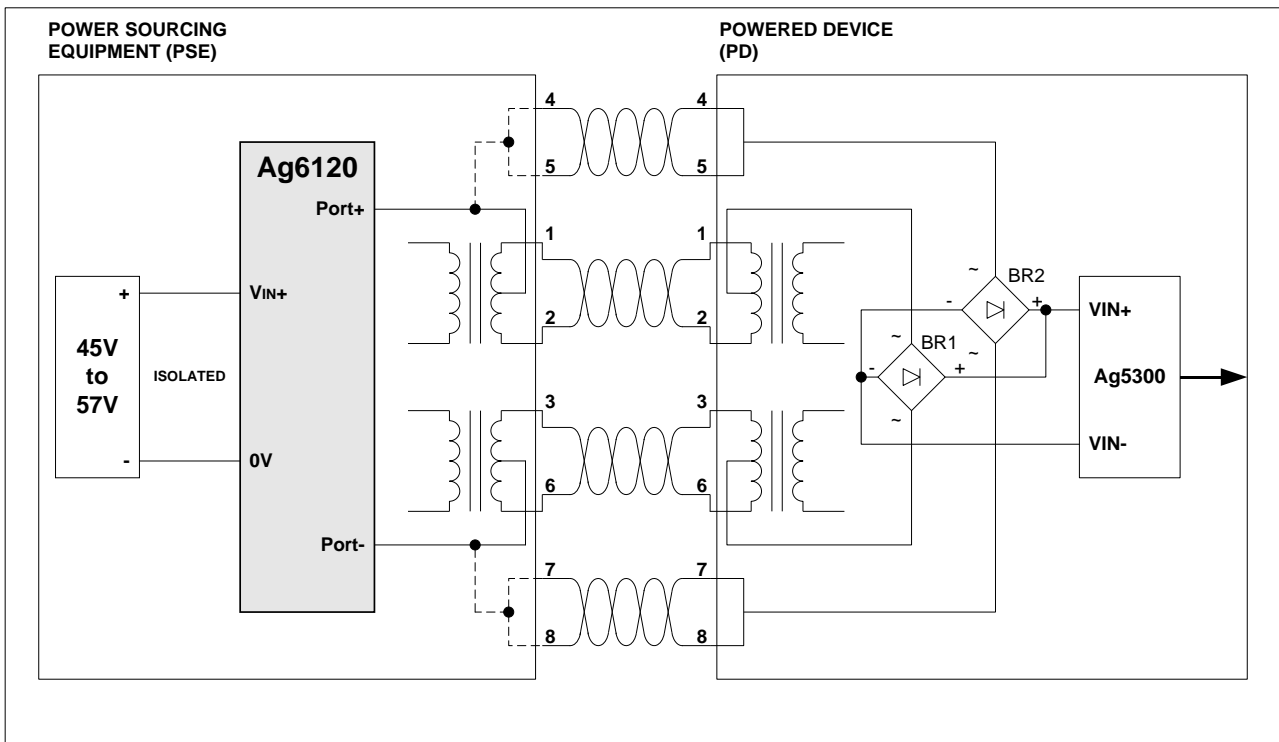 POWER SOURCING
EQUIPMENT (PSE)
POWERED DEVICE
(PD)
4
5
4
5
Ag6120
Port+
VIN+
0V
Port-
+
45V
to
57V
-
ISOLATED
1
2
1
2
3
6
3
6
7
8
7
8
~
BR2
-
+
~
~
BR1
-
+
~
VIN+
Ag5300
VIN-